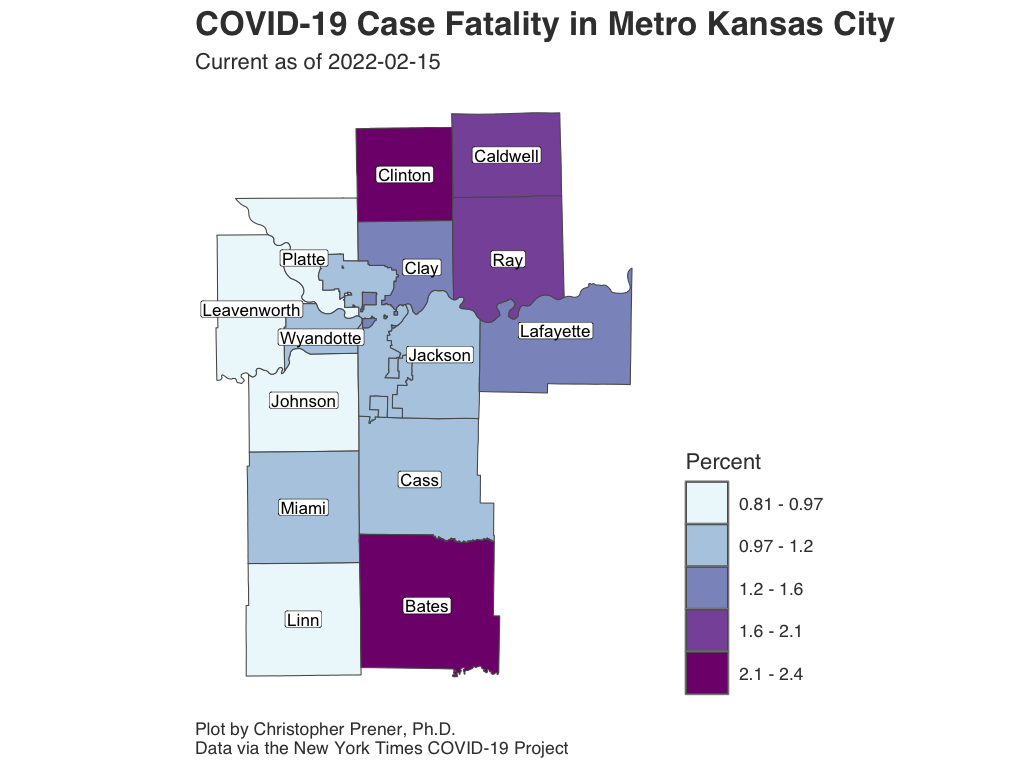 COVID-19 Case Fatality in Metro Kansas City
Current as of 2022-02-15
Caldwell
Clinton
Platte
Clay
Ray
Leavenworth
Wyandotte
Lafayette
Jackson
Johnson
Cass
Miami
Bates
Linn
Percent
0.81 - 0.97
0.97 - 1.2
1.2 - 1.6
1.6 - 2.1
2.1 - 2.4
Plot by Christopher Prener, Ph.D.
Data via the New York Times COVID-19 Project